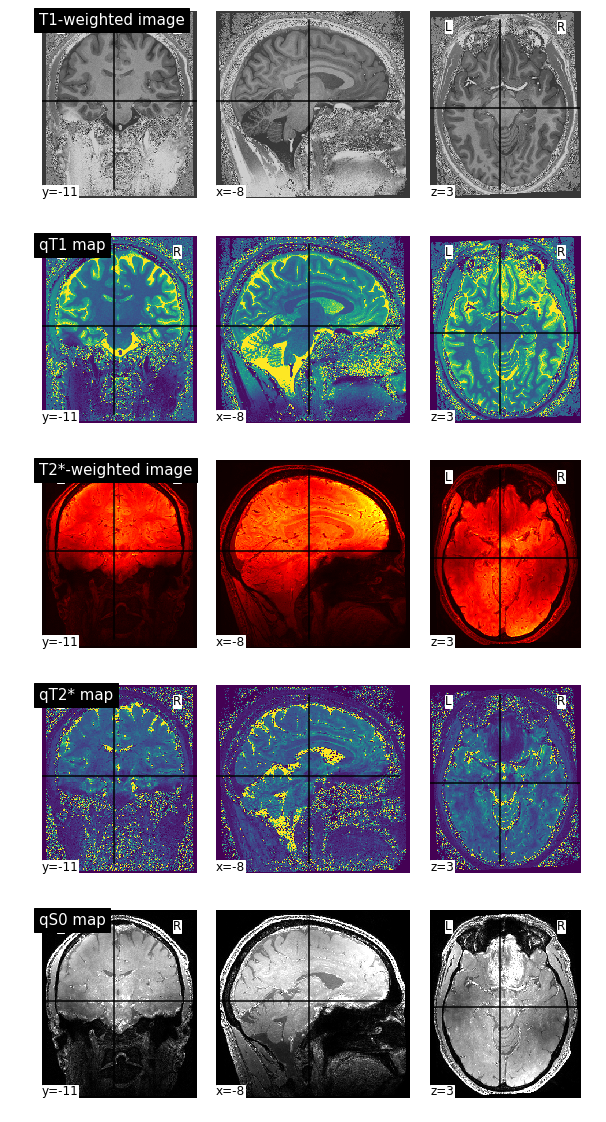 T1-weighted image
L R
y=-11 x=-8 z=3
qT1 map
R L R
y=-11 x=-8 z=3
T2*-weighted image
L R
y=-11 x=-8 z=3
qT2* map
R L R
y=-11 x=-8 z=3
qS0 map
R L R
y=-11 x=-8 z=3